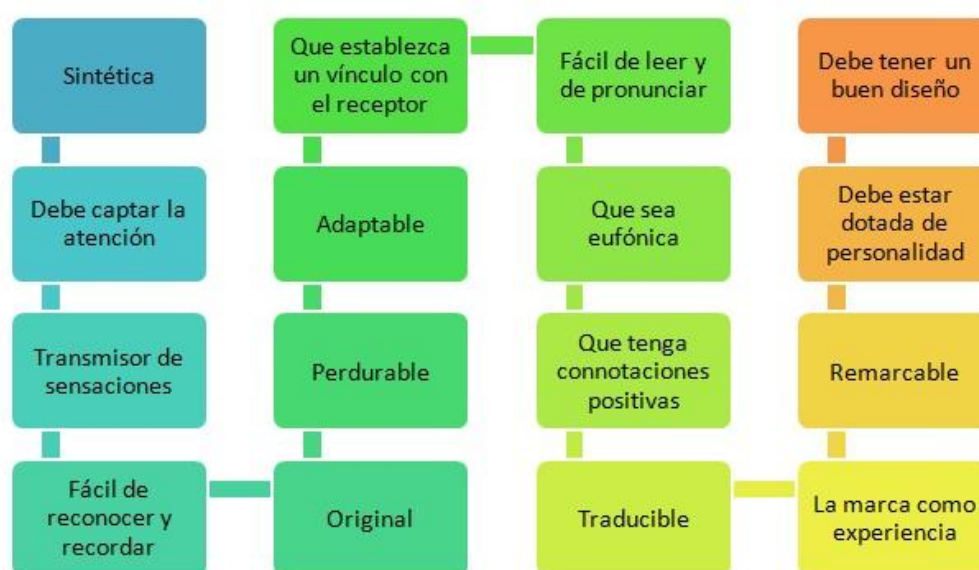 Sintética
Debe captar la
atención
Transmisor de
sensaciones
Fácil de
reconocer y
recordar
Original
Perdurable
Adaptable
Que establezca
un vínculo con
el receptor
Fácil de leer y
de pronunciar
Que sea
eufónica
Que tenga
connotaciones
positivas
Traducible
La marca como
experiencia
Remarcable
Debe estar
dotada de
personalidad
Debe tener un
buen diseño